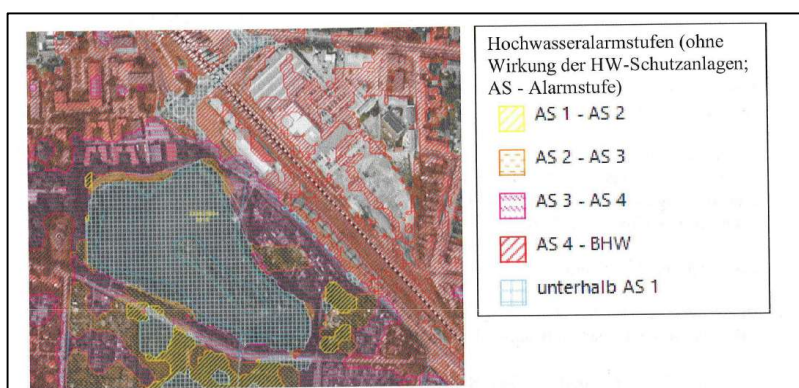 Hochwasseralarmstufen (ohne
Wirkung der HW-Schutzanlagen;
AS - Alarmstufe)
AS 1 - AS 2
AS 2 - AS 3
AS 3 - AS 4
AS 4 - BHW
unterhalb AS 1